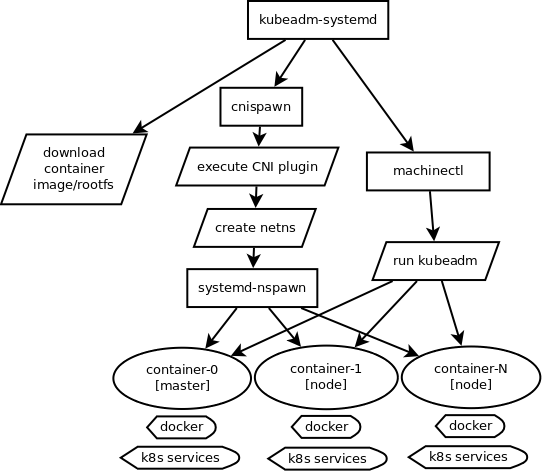 kubeadm-systemd
cnispawn
download
container
image/rootfs
execute CNI plugin
machinectl
create netns
run kubeadm
systemd-nspawn
container-0
[master]
container-1
[node]
container-N
[node]
docker
docker
docker
k8s services
k8s services
k8s services